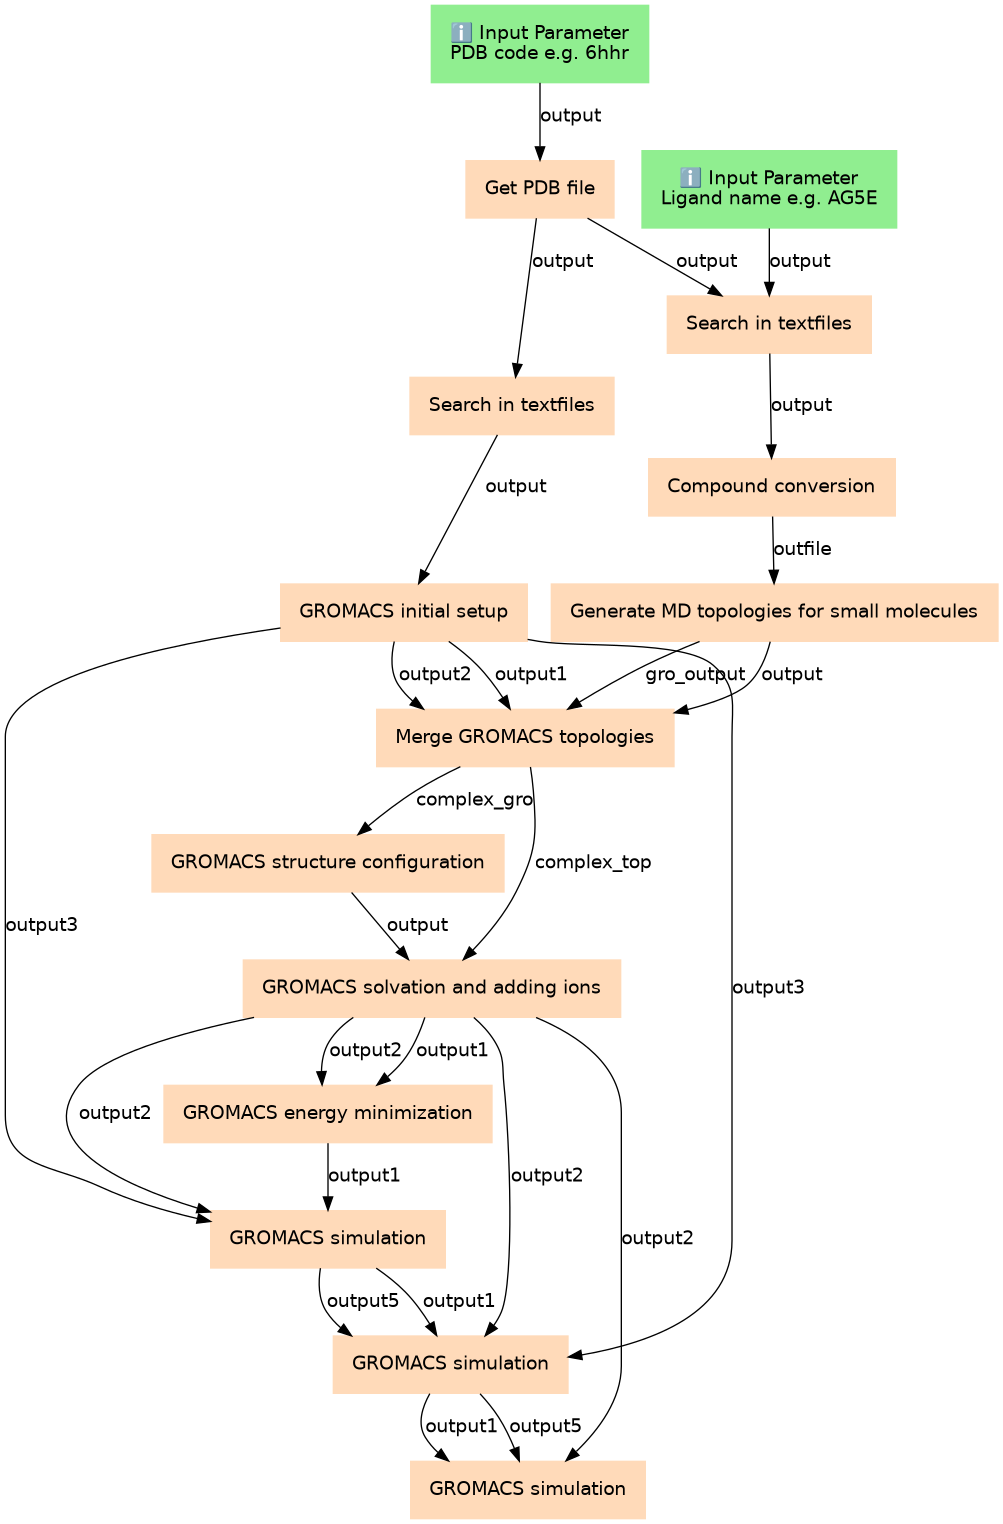 ℹ️ Input Parameter
PDB code e.g. 6hhr
output
Get PDB file
ℹ️ Input Parameter
Ligand name e.g. AG5E
output
output
output
Search in textfiles
Search in textfiles
output
output
Compound conversion
outfile
GROMACS initial setup
Generate MD topologies for small molecules
output2
output1
gro_output
output
Merge GROMACS topologies
complex_gro
GROMACS structure configuration
complex_top
output3
output
GROMACS solvation and adding ions
output3
output2
output1
output2
GROMACS energy minimization
output1
output2
GROMACS simulation
output2
output5
output1
GROMACS simulation
output1
output5
GROMACS simulation